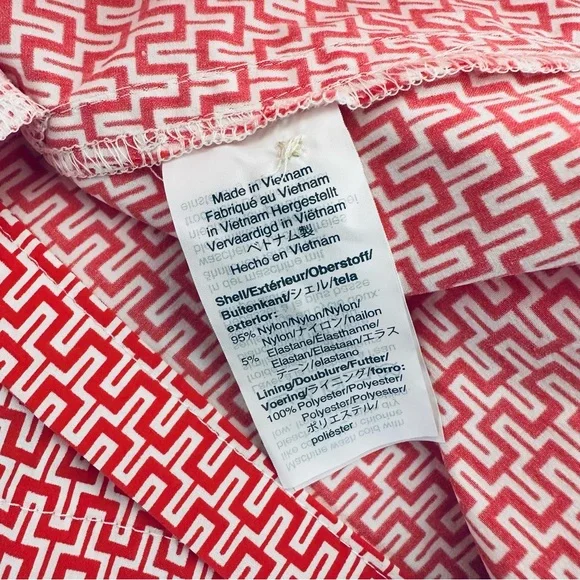 Made in Vietnam
Fabriqué au Vietnam
in Vietnam Hergestellt
Vervaardigd in Viëtnam
ベトナム製
Hecho en Vietnam
Shell/Extérieur/Oberstoff/
Buitenkant/シェル/tela
exterior:
95% Nylon/Nylon/Nylon/
Nylon/ナイロン/nailon
5% Elastane/Elasthanne/
Elastan/Elastaan/エラス
テーン/elastano
Lining/Doublure/Futter/
Voering/ライニング/forro:
100% Polyester/Polyester/
Polyester/Polyester/
ポリエステル/
poliéster